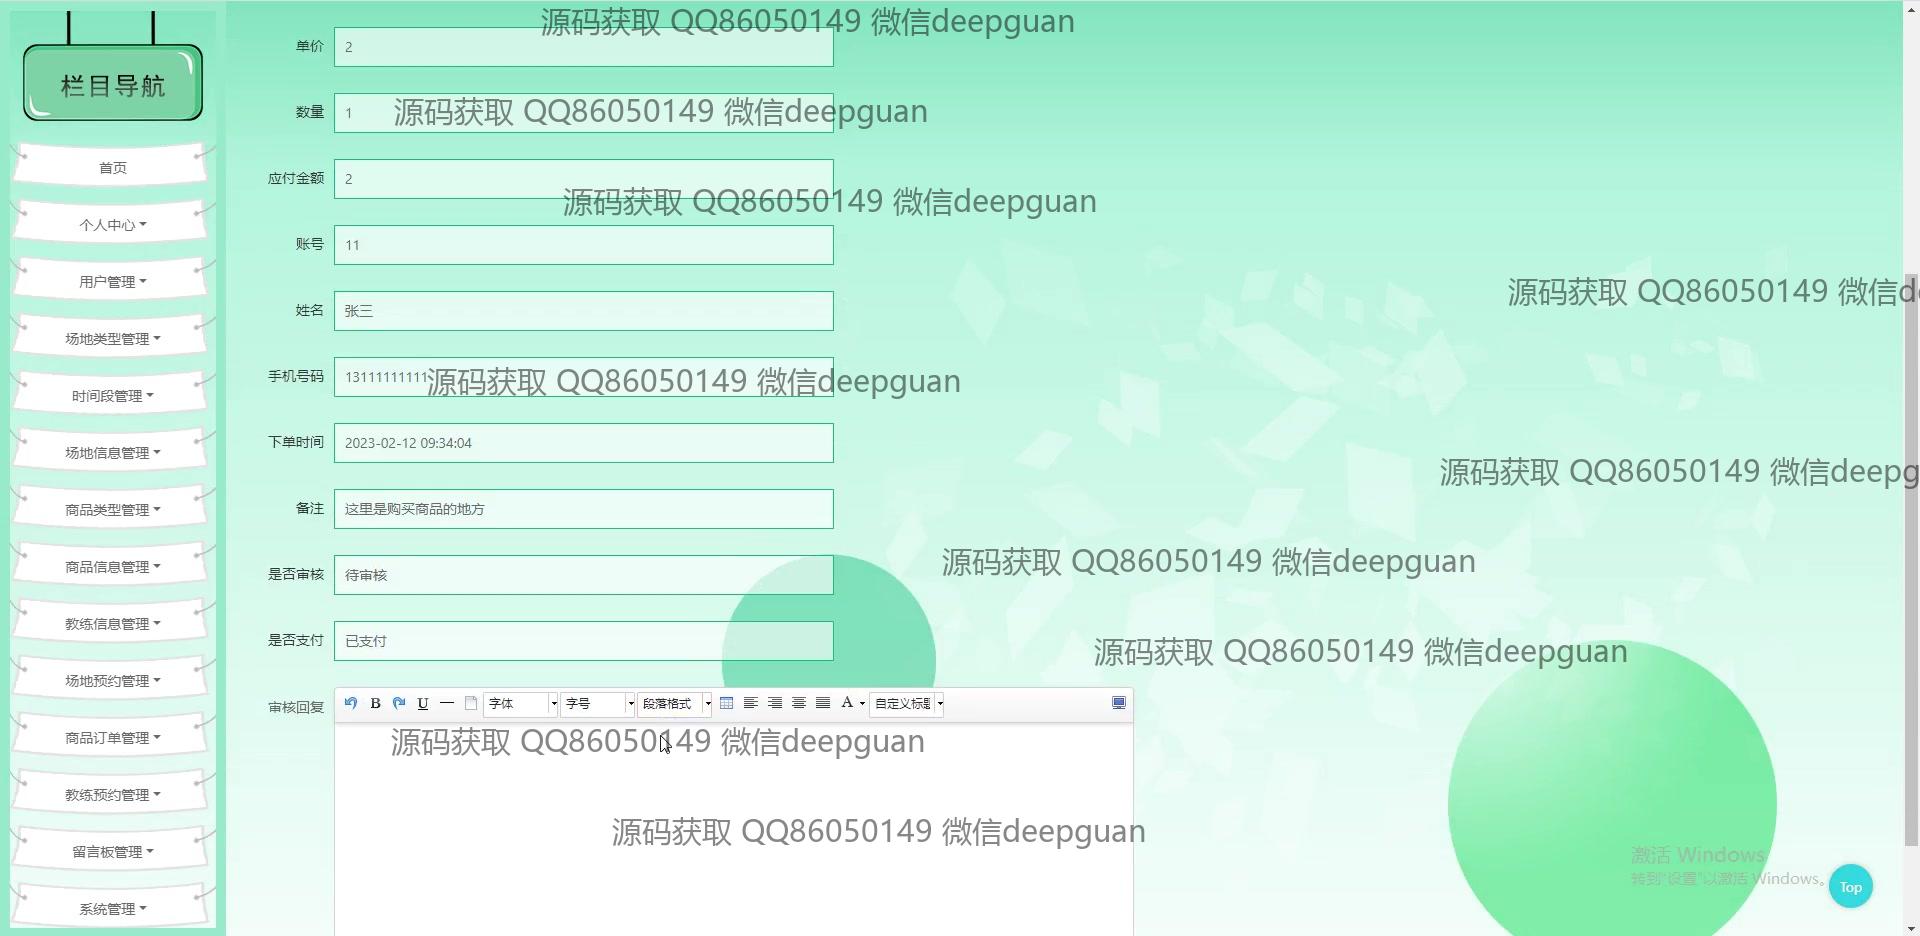 源码获取 QQ86050149 微信deepguan
栏目导航
首页
个人中心
用户管理
场地类型管理
时间段管理
场地信息管理
商品类型管理
商品信息管理
教练信息管理
场地预约管理
商品订单管理
教练预约管理
留言板管理
系统管理
单价 2
源码获取 QQ86050149 微信deepguan
数量 1
应付金额 2
源码获取 QQ86050149 微信deepguan
账号 11
源码获取 QQ86050149 微信d
姓名 张三
手机号码 13111111111
源码获取 QQ86050149 微信deepguan
下单时间 2023-02-12 09:34:04
源码获取 QQ86050149 微信deepg
备注 这里是购买商品的地方
源码获取 QQ86050149 微信deepguan
是否审核 待审核
是否支付 已支付
源码获取 QQ86050149 微信deepguan
审核回复
B U 字体 字号 段落格式 A 自定义标题
源码获取 QQ86050149 微信deepguan
源码获取 QQ86050149 微信deepguan
激活 Windows
转到"设置"以激活 Windows。
Top